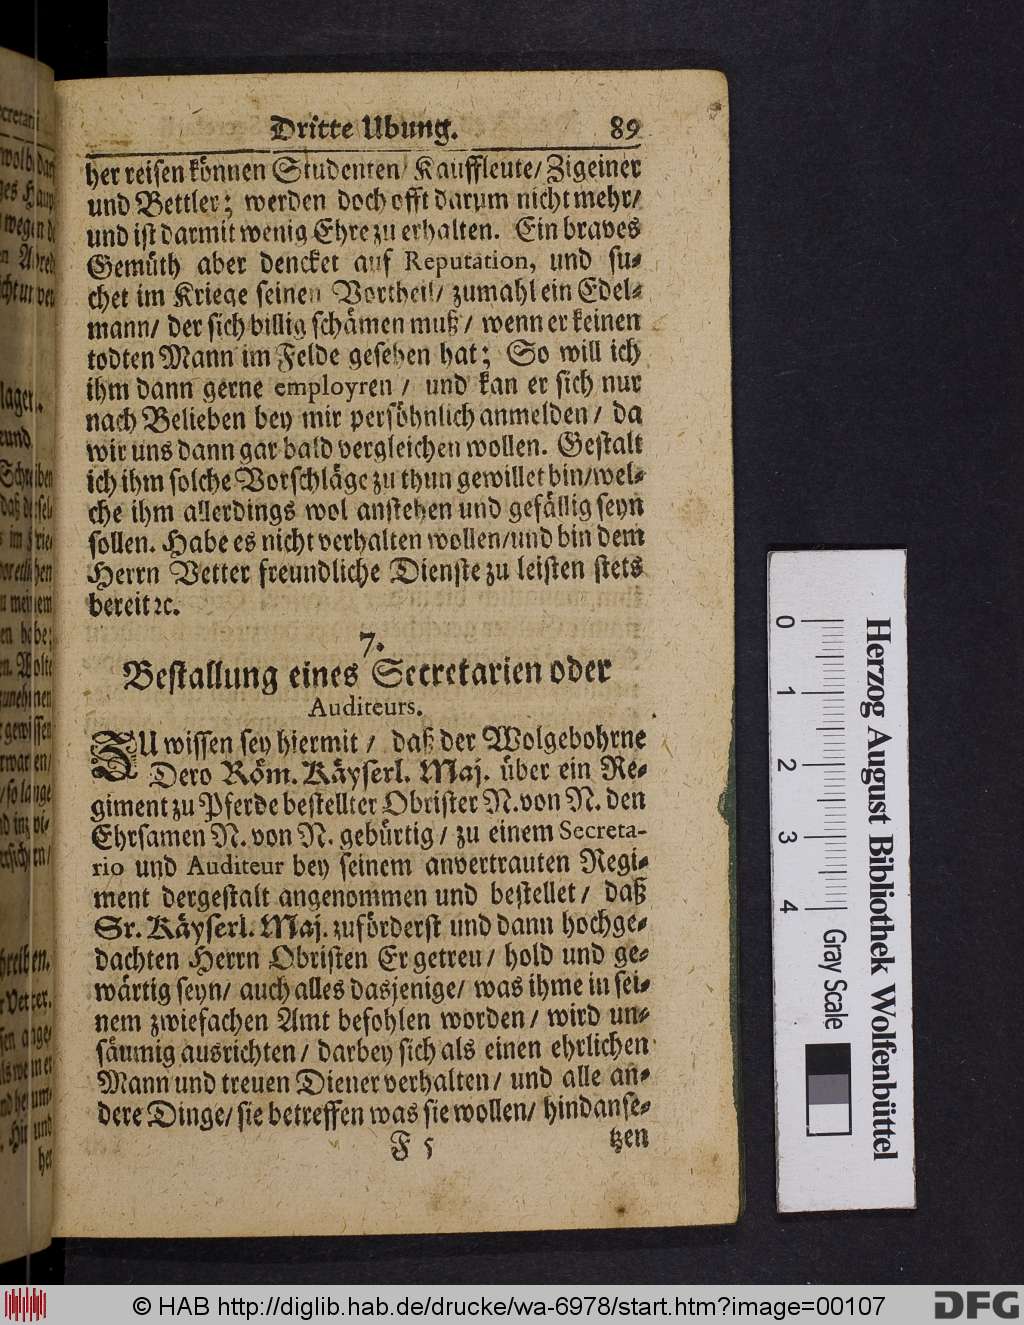 Dritte Ubung. 89
her reisen können Studenten/ Kauffleute/ Zigeiner
und Bettler; werden doch offt darum nicht mehr/
und ist darmit wenig Ehre zu erhalten. Ein braves
Gemüth aber dencket auf Reputation, und su-
chet im Kriege seinen Vortheil/ zumahl ein Edel-
mann/ der sich billig schämen muß/ wenn er keinen
todten Mann im Felde gesehen hat; So will ich
ihm dann gerne employren/ und kan er sich nur
nach Belieben bey mir persöhnlich anmelden/ da
wir uns dann gar bald vergleichen wollen. Gestalt
ich ihm solche Vorschläge zu thun gewillet bin/wel-
che ihm allerdings wol anstehen und gefällig seyn
sollen. Habe es nicht verhalten wollen/und bin dem
Herrn Vetter freundliche Dienste zu leisten stets
bereit ꝛc.
7.
Bestallung eines Secretarien oder
Auditeurs.
ZU wissen sey hiermit/ daß der Wolgebohrne
Dero Röm. Käyserl. Maj. über ein Re-
giment zu Pferde bestellter Obrister N. von N. den
Ehrsamen N. von N. gebürtig/ zu einem Secreta-
rio und Auditeur bey seinem anvertrauten Regi-
ment dergestalt angenommen und bestellet/ daß
Sr. Käyserl. Maj. zuförderst und dann hochge-
dachten Herrn Obristen Er getreu/ hold und ge-
wärtig seyn/ auch alles dasjenige/ was ihme in sei-
nem zwiefachen Amt befohlen worden/ wird un-
säumig ausrichten/ darbey sich als einen ehrlichen
Mann und treuen Diener verhalten/ und alle an-
dere Dinge/ sie betreffen was sie wollen/ hindanse-
F 5 tzen
0 1 2 3 4
Herzog August Bibliothek Wolfenbüttel
Gray Scale
© HAB http://diglib.hab.de/drucke/wa-6978/start.htm?image=00107
DFG